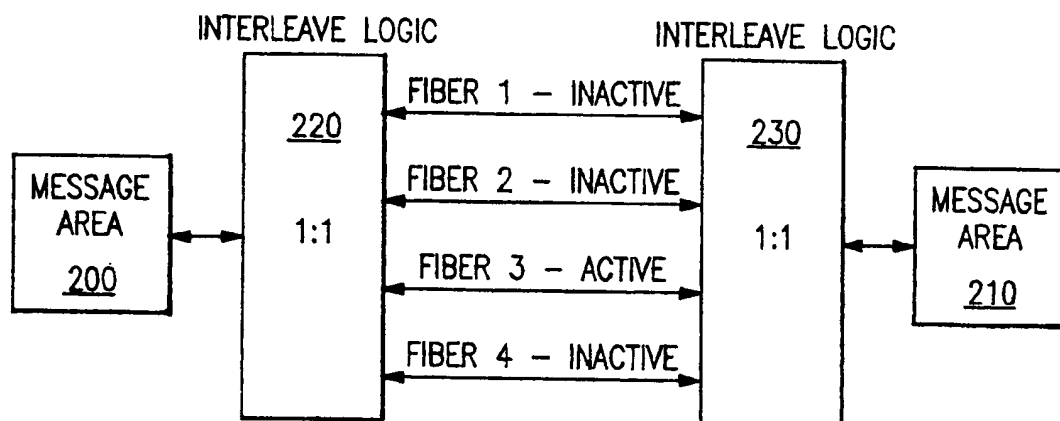 INTERLEAVE LOGIC
INTERLEAVE LOGIC
FIBER 1 – INACTIVE
220
230
FIBER 2 – INACTIVE
MESSAGE
AREA
200
1:1
1:1
MESSAGE
AREA
210
FIBER 3 – ACTIVE
FIBER 4 – INACTIVE